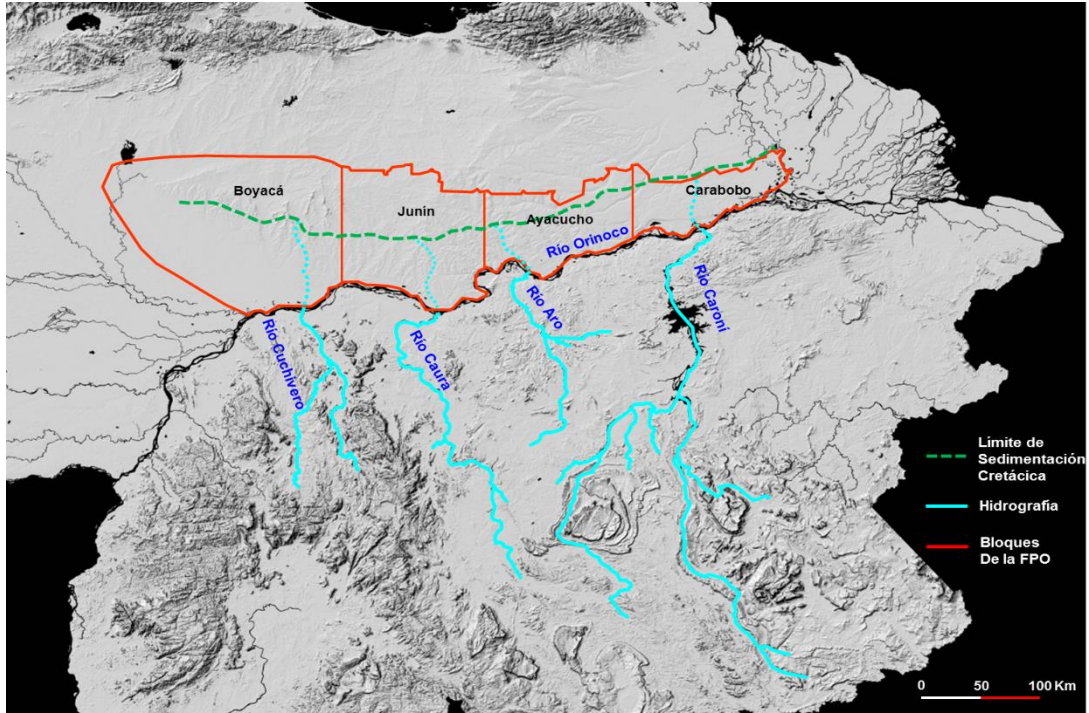 Boyacá
Junín
Ayacucho
Carabobo
Río Orinoco
Río Cuchivero
Río Caura
Río Aro
Río Caroní
Límite de
Sedimentación
Cretácica
Hidrografía
Bloques
De la FPO
0 50 100 Km